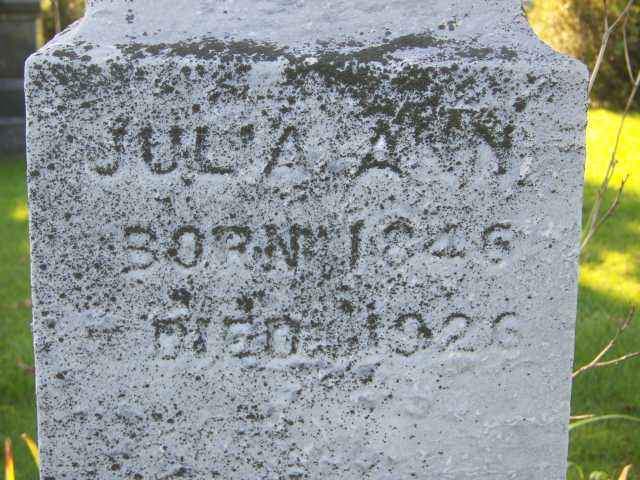 JULIA ANN
BORN 1846
DIED 1926